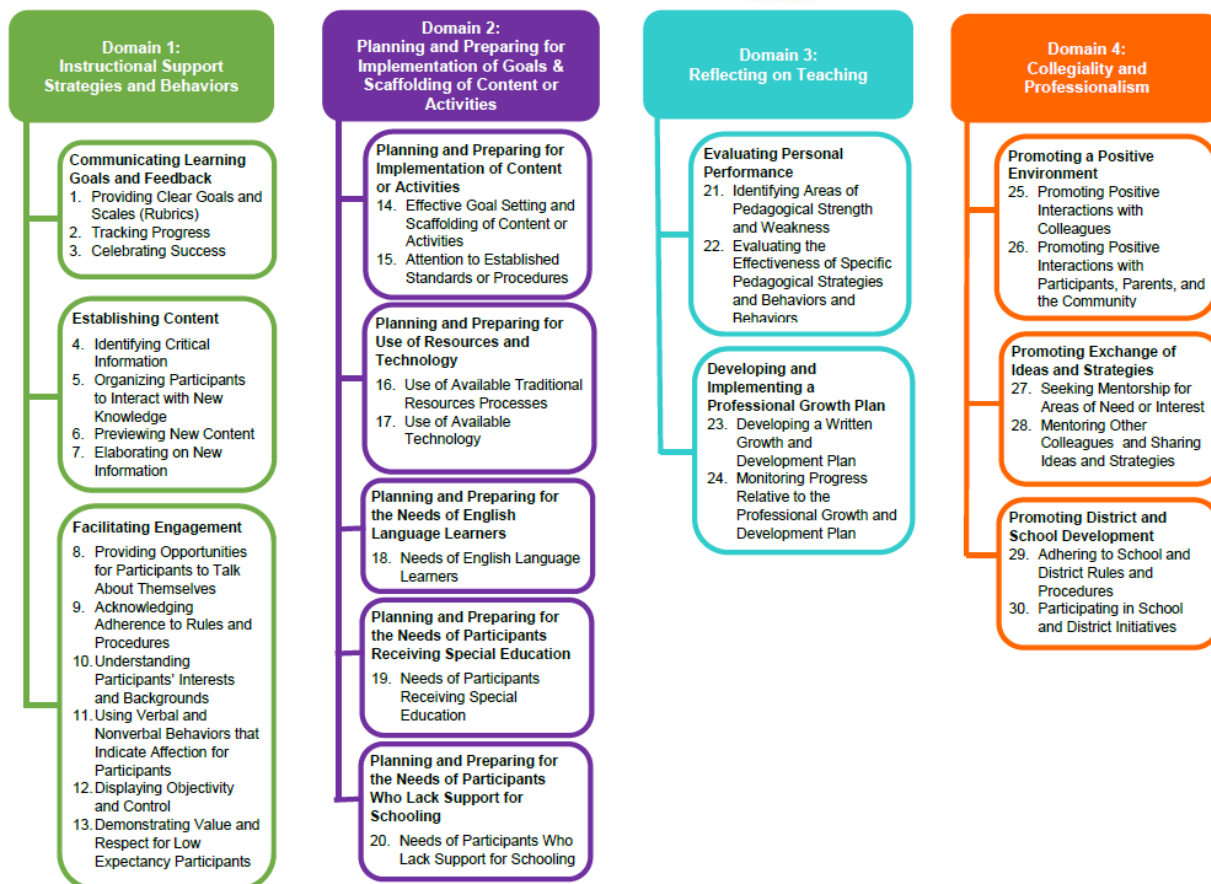 Domain 1:
Instructional Support
Strategies and Behaviors
Communicating Learning
Goals and Feedback
1. Providing Clear Goals and
Scales (Rubrics)
2. Tracking Progress
3. Celebrating Success
Establishing Content
4. Identifying Critical
Information
5. Organizing Participants
to Interact with New
Knowledge
6. Previewing New Content
7. Elaborating on New
Information
Facilitating Engagement
8. Providing Opportunities
for Participants to Talk
About Themselves
9. Acknowledging
Adherence to Rules and
Procedures
10. Understanding
Participants' Interests
and Backgrounds
11. Using Verbal and
Nonverbal Behaviors that
Indicate Affection for
Participants
12. Displaying Objectivity
and Control
13. Demonstrating Value and
Respect for Low
Expectancy Participants
Domain 2:
Planning and Preparing for
Implementation of Goals &
Scaffolding of Content or
Activities
Planning and Preparing for
Implementation of Content
or Activities
14. Effective Goal Setting and
Scaffolding of Content or
Activities
15. Attention to Established
Standards or Procedures
Planning and Preparing for
Use of Resources and
Technology
16. Use of Available Traditional
Resources Processes
17. Use of Available
Technology
Planning and Preparing for
the Needs of English
Language Learners
18. Needs of English Language
Learners
Planning and Preparing for
the Needs of Participants
Receiving Special Education
19. Needs of Participants
Receiving Special
Education
Planning and Preparing for
the Needs of Participants
Who Lack Support for
Schooling
20. Needs of Participants Who
Lack Support for Schooling
Domain 3:
Reflecting on Teaching
Evaluating Personal
Performance
21. Identifying Areas of
Pedagogical Strength
and Weakness
22. Evaluating the
Effectiveness of Specific
Pedagogical Strategies
and Behaviors and
Behaviors
Developing and
Implementing a
Professional Growth Plan
23. Developing a Written
Growth and
Development Plan
24. Monitoring Progress
Relative to the
Professional Growth and
Development Plan
Domain 4:
Collegiality and
Professionalism
Promoting a Positive
Environment
25. Promoting Positive
Interactions with
Colleagues
26. Promoting Positive
Interactions with
Participants, Parents, and
the Community
Promoting Exchange of
Ideas and Strategies
27. Seeking Mentorship for
Areas of Need or Interest
28. Mentoring Other
Colleagues and Sharing
Ideas and Strategies
Promoting District and
School Development
29. Adhering to School and
District Rules and
Procedures
30. Participating in School
and District Initiatives